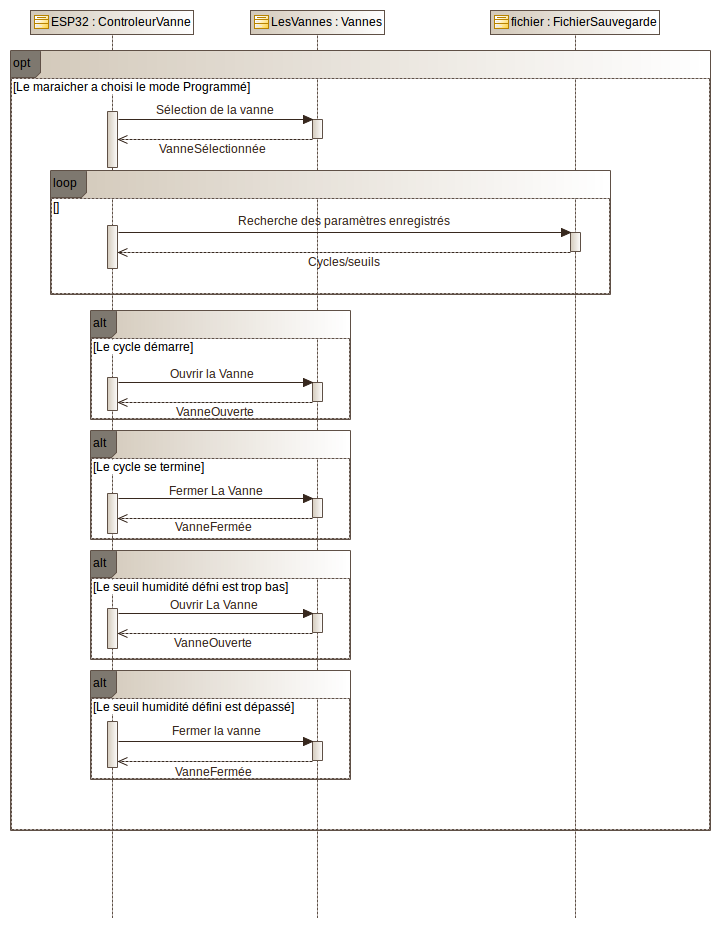 ESP32 : ControleurVanne
LesVannes : Vannes
fichier : FichierSauvegarde
opt
[Le maraicher a choisi le mode Programmé]
Sélection de la vanne
VanneSélectionnée
loop
[]
Recherche des paramètres enregistrés
Cycles/seuils
alt
[Le cycle démarre]
Ouvrir la Vanne
VanneOuverte
alt
[Le cycle se termine]
Fermer La Vanne
VanneFermée
alt
[Le seuil humidité défni est trop bas]
Ouvrir La Vanne
VanneOuverte
alt
[Le seuil humidité défini est dépassé]
Fermer la vanne
VanneFermée